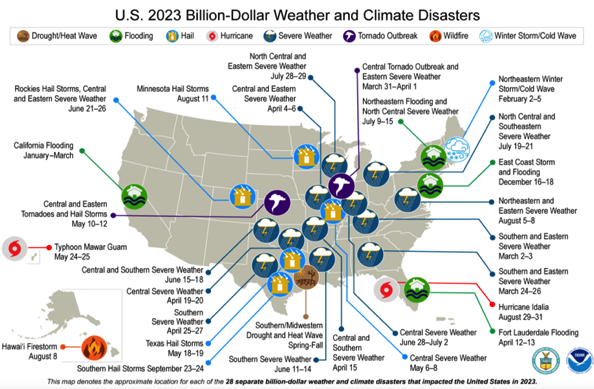 U.S. 2023 Billion-Dollar Weather and Climate Disasters
Drought/Heat Wave
Flooding
Hail
Hurricane
Severe Weather
Tornado Outbreak
Wildfire
Winter Storm/Cold Wave
North Central and
Eastern Severe Weather
July 28–29
Central Tornado Outbreak and
Eastern Severe Weather
March 31–April 1
Rockies Hail Storms, Central
and Eastern Severe Weather
June 21–26
Minnesota Hail Storms
August 11
Central and Eastern
Severe Weather
April 4–6
Northeastern Flooding and
North Central Severe Weather
July 9–15
Northeastern Winter
Storm/Cold Wave
February 2–5
North Central and
Southeastern
Severe Weather
July 19–21
California Flooding
January–March
East Coast Storm
and Flooding
December 16–18
Central and Eastern
Tornadoes and Hail Storms
May 10–12
Northeastern and
Eastern Severe Weather
August 5–8
Southern and
Eastern Severe
Weather
March 2–3
Typhoon Mawar Guam
May 24–25
Central and Southern Severe Weather
June 15–18
Central Severe Weather
April 19–20
Southern and Eastern
Severe Weather
March 24–26
Southern
Severe Weather
April 25–27
Hurricane Idalia
August 29–31
Texas Hail Storms
May 18–19
Southern/Midwestern
Drought and Heat Wave
Spring-Fall
Fort Lauderdale Flooding
April 12–13
Hawai'i Firestorm
August 8
Southern Hail Storms September 23–24
Southern Severe Weather
June 11–14
Central and
Southern
Severe Weather
April 15
Central Severe Weather
June 28–July 2
Central Severe Weather
May 6–8
NOAA
This map denotes the approximate location for each of the 28 separate billion-dollar weather and climate disasters that impacted the United States in 2023.